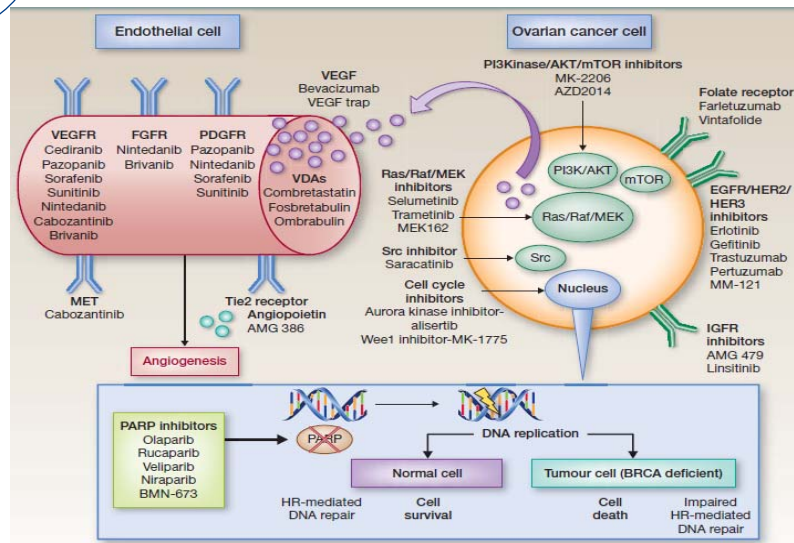 Endothelial cell
Ovarian cancer cell
VEGF
Bevacizumab
VEGF trap
PI3Kinase/AKT/mTOR inhibitors
MK-2206
AZD2014
Folate receptor
Farletuzumab
Vintafolide
VEGFR
Cediranib
Pazopanib
Sorafenib
Sunitinib
Nintedanib
Cabozantinib
Brivanib
FGFR
Nintedanib
Brivanib
PDGFR
Pazopanib
Nintedanib
Sorafenib
Sunitinib
VDAs
Combretastatin
Fosbretabulin
Ombrabulin
Ras/Raf/MEK
inhibitors
Selumetinib
Trametinib
MEK162
PI3K/AKT
mTOR
Ras/Raf/MEK
EGFR/HER2/
HER3
inhibitors
Erlotinib
Gefitinib
Trastuzumab
Pertuzumab
MM-121
Src inhibitor
Saracatinib
Src
Cell cycle
inhibitors
Aurora kinase inhibitor-
alisertib
Wee1 inhibitor-MK-1775
Nucleus
MET
Cabozantinib
Tie2 receptor
Angiopoietin
AMG 386
IGFR
inhibitors
AMG 479
Linsitinib
Angiogenesis
PARP inhibitors
Olaparib
Rucaparib
Veliparib
Niraparib
BMN-673
PARP
DNA replication
Normal cell
Tumour cell (BRCA deficient)
HR-mediated
DNA repair
Cell
survival
Cell
death
Impaired
HR-mediated
DNA repair